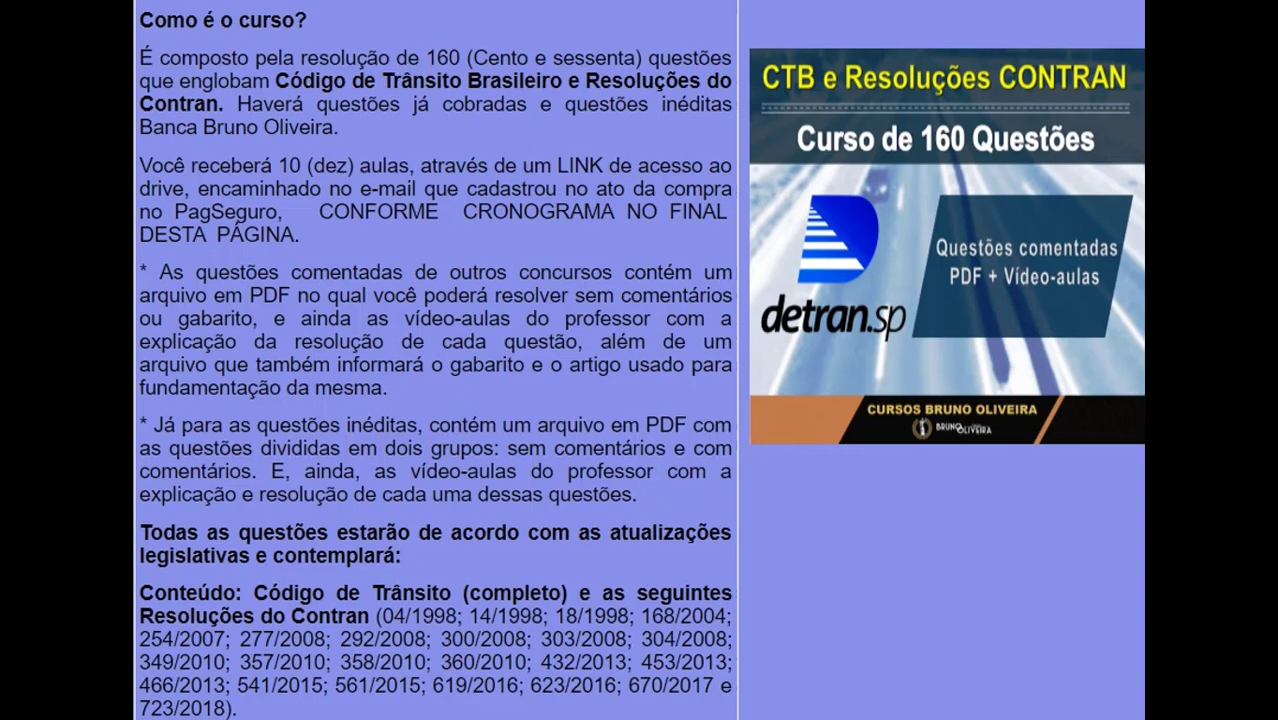 Como é o curso?
É composto pela resolução de 160 (Cento e sessenta) questões
que englobam Código de Trânsito Brasileiro e Resoluções do
Contran. Haverá questões já cobradas e questões inéditas
Banca Bruno Oliveira.
Você receberá 10 (dez) aulas, através de um LINK de acesso ao
drive, encaminhado no e-mail que cadastrou no ato da compra
no PagSeguro, CONFORME CRONOGRAMA NO FINAL
DESTA PÁGINA.
* As questões comentadas de outros concursos contém um
arquivo em PDF no qual você poderá resolver sem comentários
ou gabarito, e ainda as vídeo-aulas do professor com a
explicação da resolução de cada questão, além de um
arquivo que também informará o gabarito e o artigo usado para
fundamentação da mesma.
* Já para as questões inéditas, contém um arquivo em PDF com
as questões divididas em dois grupos: sem comentários e com
comentários. E, ainda, as vídeo-aulas do professor com a
explicação e resolução de cada uma dessas questões.
Todas as questões estarão de acordo com as atualizações
legislativas e contemplará:
Conteúdo: Código de Trânsito (completo) e as seguintes
Resoluções do Contran (04/1998; 14/1998; 18/1998; 168/2004;
254/2007; 277/2008; 292/2008; 300/2008; 303/2008; 304/2008;
349/2010; 357/2010; 358/2010; 360/2010; 432/2013; 453/2013;
466/2013; 541/2015; 561/2015; 619/2016; 623/2016; 670/2017 e
723/2018).
CTB e Resoluções CONTRAN
Curso de 160 Questões
Questões comentadas
PDF + Vídeo-aulas
detran.sp
CURSOS BRUNO OLIVEIRA
BRUNO OLIVEIRA